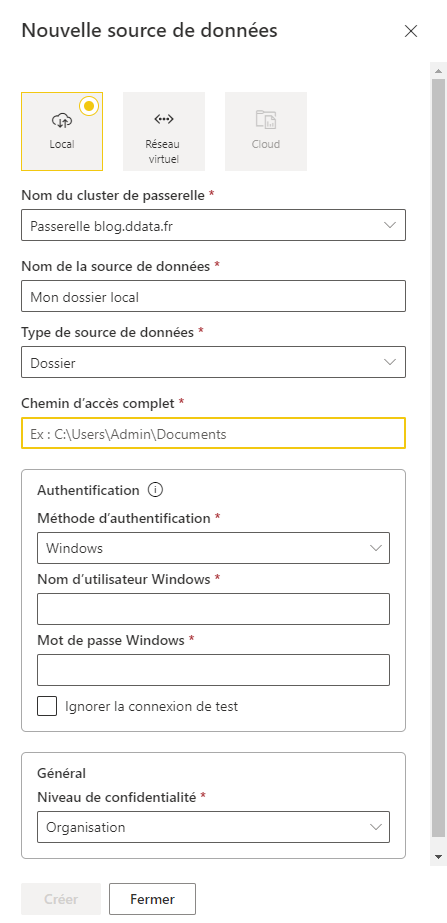 Nouvelle source de données
Local
Réseau
virtuel
Cloud
Nom du cluster de passerelle *
Passerelle blog.ddata.fr
Nom de la source de données *
Mon dossier local
Type de source de données *
Dossier
Chemin d'accès complet *
Ex : C:\Users\Admin\Documents
Authentification
Méthode d'authentification *
Windows
Nom d'utilisateur Windows *
Mot de passe Windows *
Ignorer la connexion de test
Général
Niveau de confidentialité *
Organisation
Créer
Fermer